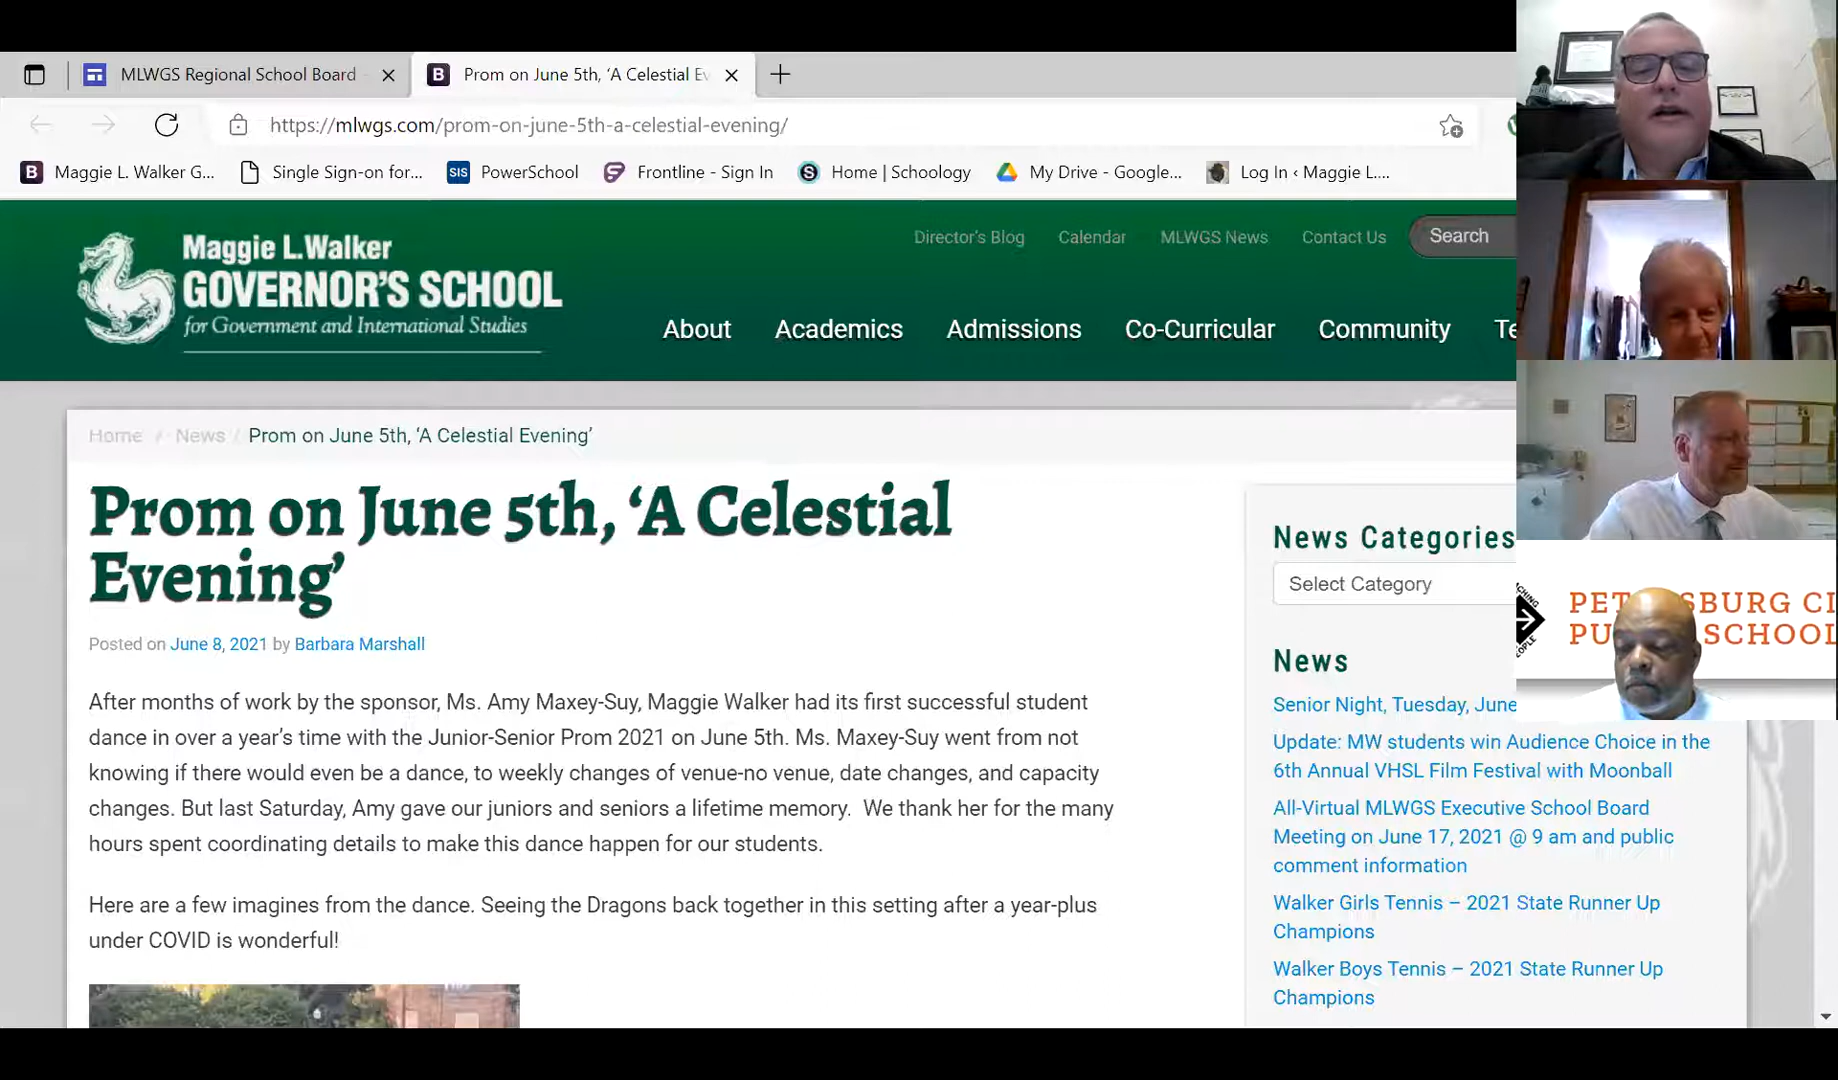 MLWGS Regional School Board
Prom on June 5th, ‘A Celestial Ev
https://mlwgs.com/prom-on-june-5th-a-celestial-evening/
Maggie L. Walker G...
Single Sign-on for...
SIS
PowerSchool
Frontline - Sign In
Home | Schoology
My Drive - Google...
Log In ‹ Maggie L....
Maggie L. Walker
GOVERNOR'S SCHOOL
for Government and International Studies
Director's Blog
Calendar
MLWGS News
Contact Us
Search
About
Academics
Admissions
Co-Curricular
Community
Te
Home / News / Prom on June 5th, ‘A Celestial Evening’
Prom on June 5th, ‘A Celestial
Evening’
Posted on June 8, 2021 by Barbara Marshall
After months of work by the sponsor, Ms. Amy Maxey-Suy, Maggie Walker had its first successful student
dance in over a year’s time with the Junior-Senior Prom 2021 on June 5th. Ms. Maxey-Suy went from not
knowing if there would even be a dance, to weekly changes of venue-no venue, date changes, and capacity
changes. But last Saturday, Amy gave our juniors and seniors a lifetime memory.  We thank her for the many
hours spent coordinating details to make this dance happen for our students.
Here are a few imagines from the dance. Seeing the Dragons back together in this setting after a year-plus
under COVID is wonderful!
News Categories
Select Category
News
Senior Night, Tuesday, June
Update: MW students win Audience Choice in the
6th Annual VHSL Film Festival with Moonball
All-Virtual MLWGS Executive School Board
Meeting on June 17, 2021 @ 9 am and public
comment information
Walker Girls Tennis – 2021 State Runner Up
Champions
Walker Boys Tennis – 2021 State Runner Up
Champions
PET SBURG CI
PU SCHOOL